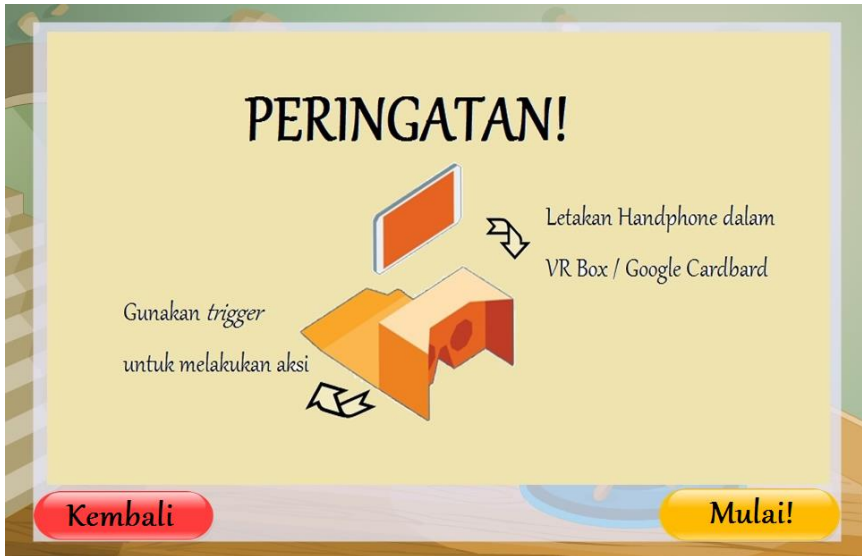 PERINGATAN!
Letakan Handphone dalam
VR Box / Google Cardbard
Gunakan trigger
untuk melakukan aksi
Kembali
Mulai!